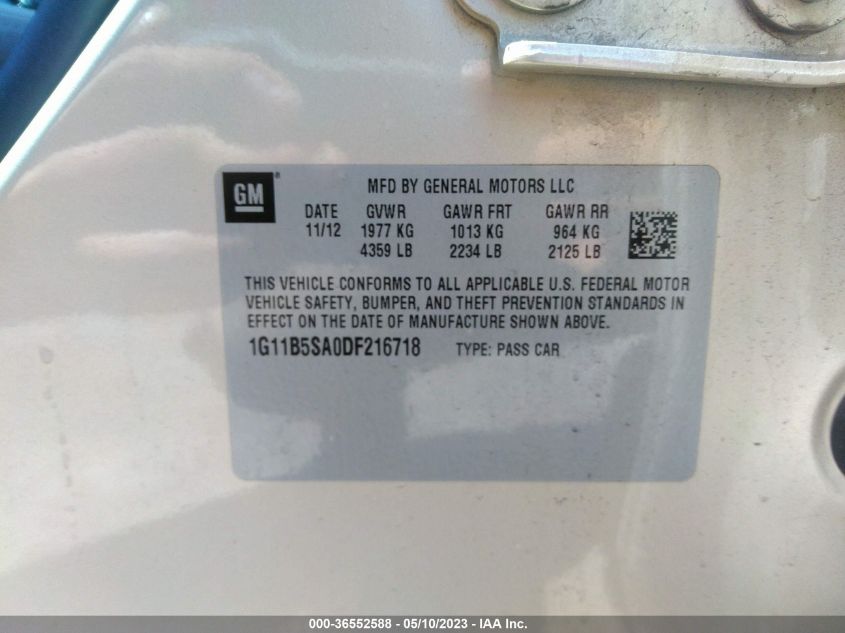 GM
MFD BY GENERAL MOTORS LLC
DATE GVWR GAWR FRT GAWR RR
11/12 1977 KG 1013 KG 964 KG
4359 LB 2234 LB 2125 LB
THIS VEHICLE CONFORMS TO ALL APPLICABLE U.S. FEDERAL MOTOR
VEHICLE SAFETY, BUMPER, AND THEFT PREVENTION STANDARDS IN
EFFECT ON THE DATE OF MANUFACTURE SHOWN ABOVE.
1G11B5SA0DF216718 TYPE: PASS CAR
000-36552588 - 05/10/2023 - IAA Inc.